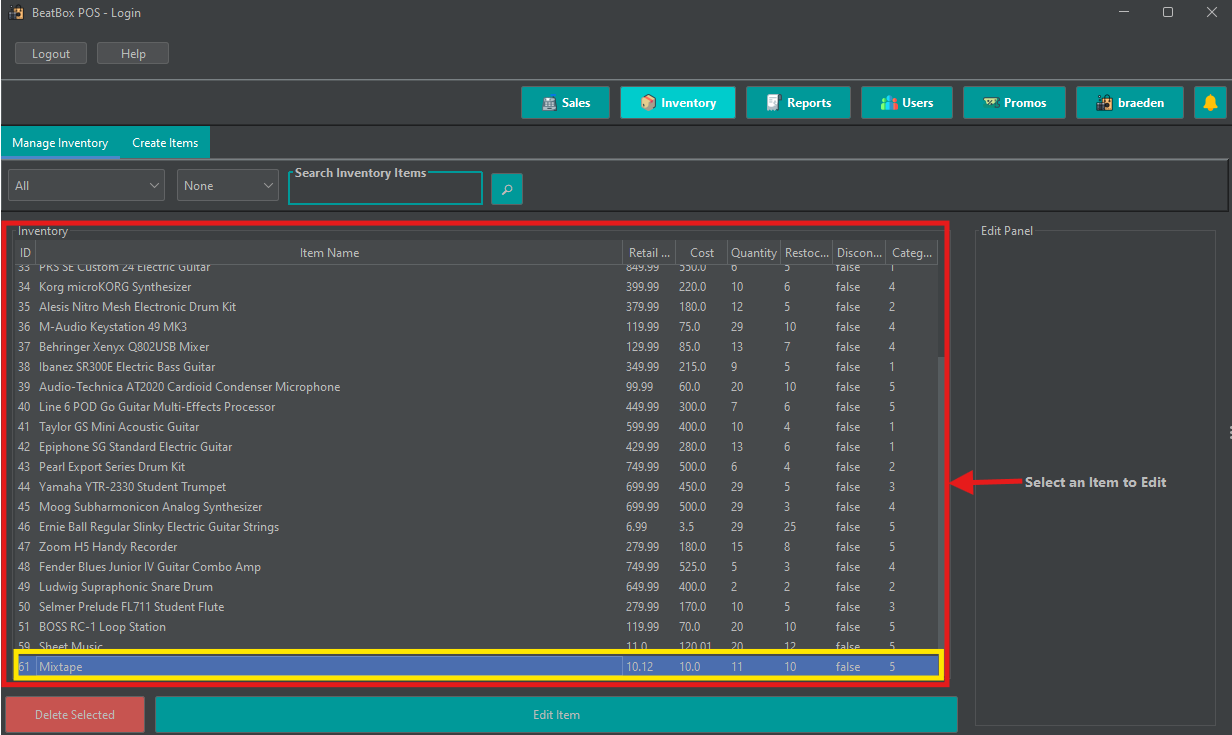 BeatBox POS - Login
Logout Help
Sales Inventory Reports Users Promos braeden
Manage Inventory Create Items
All None Search Inventory Items
Inventory Edit Panel
ID Item Name Retail ... Cost Quantity Restoc... Discon... Categ...
33 PRS SE Custom 24 Electric Guitar 849.99 550.0 6 5 false 1
34 Korg microKORG Synthesizer 399.99 220.0 10 6 false 4
35 Alesis Nitro Mesh Electronic Drum Kit 379.99 180.0 12 5 false 2
36 M-Audio Keystation 49 MK3 119.99 75.0 29 10 false 4
37 Behringer Xenyx Q802USB Mixer 129.99 85.0 13 7 false 4
38 Ibanez SR300E Electric Bass Guitar 349.99 215.0 9 5 false 1
39 Audio-Technica AT2020 Cardioid Condenser Microphone 99.99 60.0 20 10 false 5
40 Line 6 POD Go Guitar Multi-Effects Processor 449.99 300.0 7 6 false 5
41 Taylor GS Mini Acoustic Guitar 599.99 400.0 10 4 false 1
42 Epiphone SG Standard Electric Guitar 429.99 280.0 13 6 false 1
43 Pearl Export Series Drum Kit 749.99 500.0 6 4 false 2
44 Yamaha YTR-2330 Student Trumpet 699.99 450.0 29 5 false 3
Select an Item to Edit
45 Moog Subharmonicon Analog Synthesizer 699.99 500.0 29 3 false 4
46 Ernie Ball Regular Slinky Electric Guitar Strings 6.99 3.5 29 25 false 5
47 Zoom H5 Handy Recorder 279.99 180.0 15 8 false 5
48 Fender Blues Junior IV Guitar Combo Amp 749.99 525.0 5 3 false 4
49 Ludwig Supraphonic Snare Drum 649.99 400.0 2 2 false 2
50 Selmer Prelude FL711 Student Flute 279.99 170.0 10 5 false 3
51 BOSS RC-1 Loop Station 119.99 70.0 20 10 false 5
59 Sheet Music 11.0 120.01 20 12 false 5
61 Mixtape 10.12 10.0 11 10 false 5
Delete Selected Edit Item